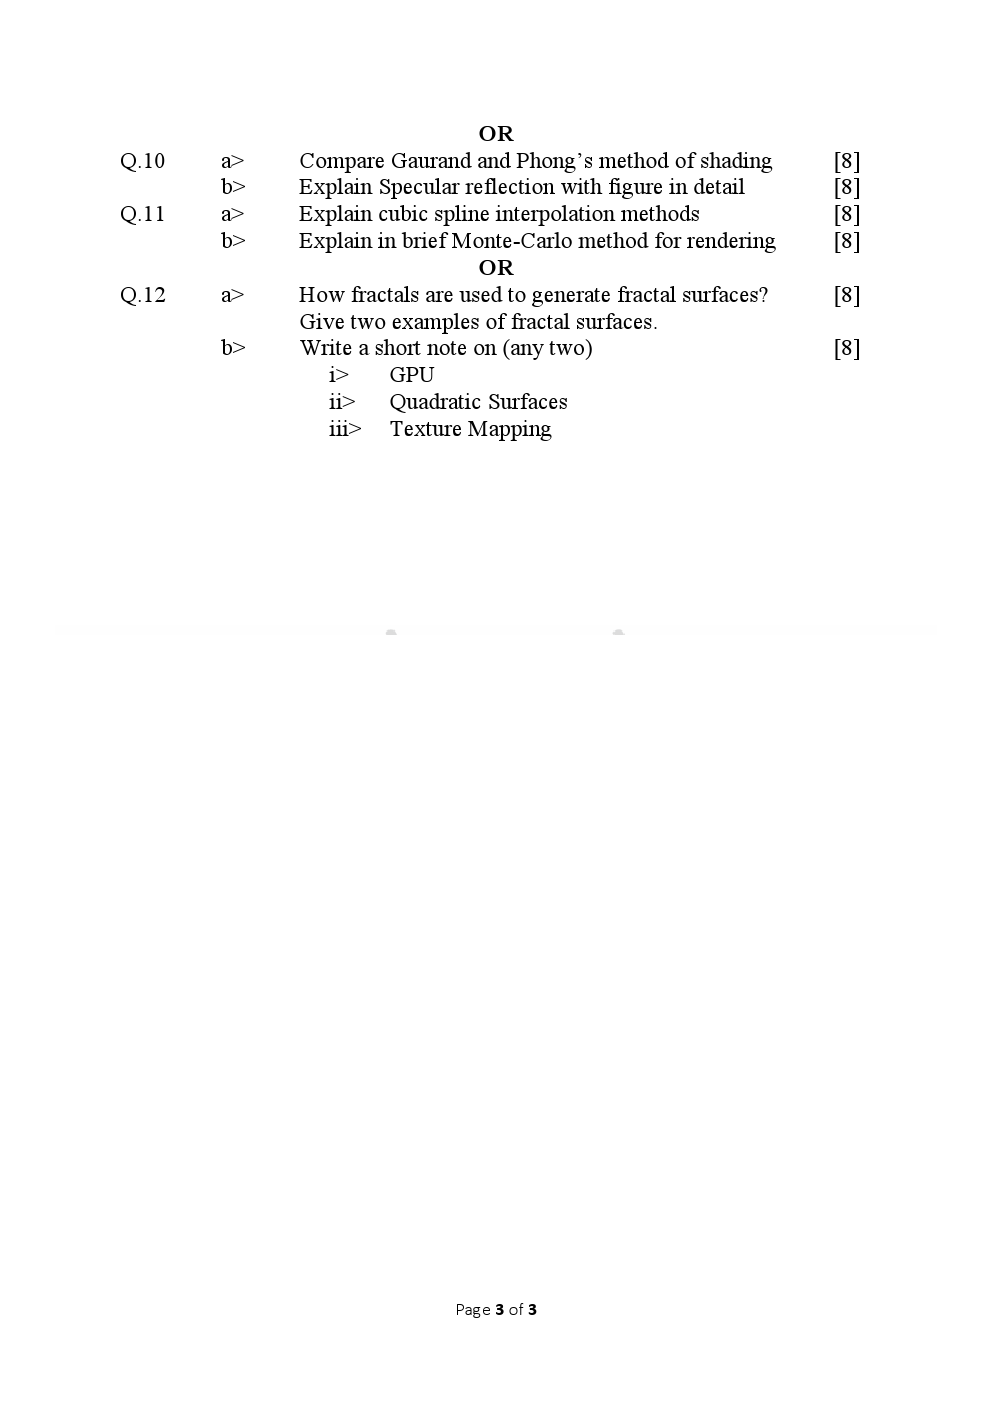 OR
Q.10 a> Compare Gaurand and Phong’s method of shading [8]
b> Explain Specular reflection with figure in detail [8]
Q.11 a> Explain cubic spline interpolation methods [8]
b> Explain in brief Monte-Carlo method for rendering [8]
OR
Q.12 a> How fractals are used to generate fractal surfaces? [8]
Give two examples of fractal surfaces.
b> Write a short note on (any two) [8]
i> GPU
ii> Quadratic Surfaces
iii> Texture Mapping
Page 3 of 3